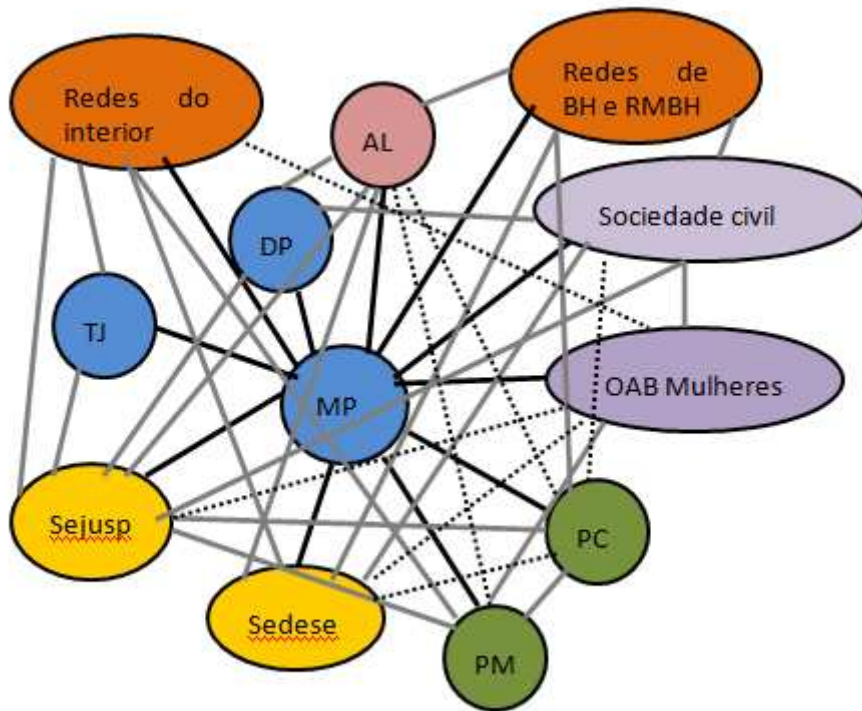 Redes do
interior
Redes de
BH e RMBH
AL
Sociedade civil
DP
TJ
OAB Mulheres
MP
Sejusp
PC
Sedese
PM